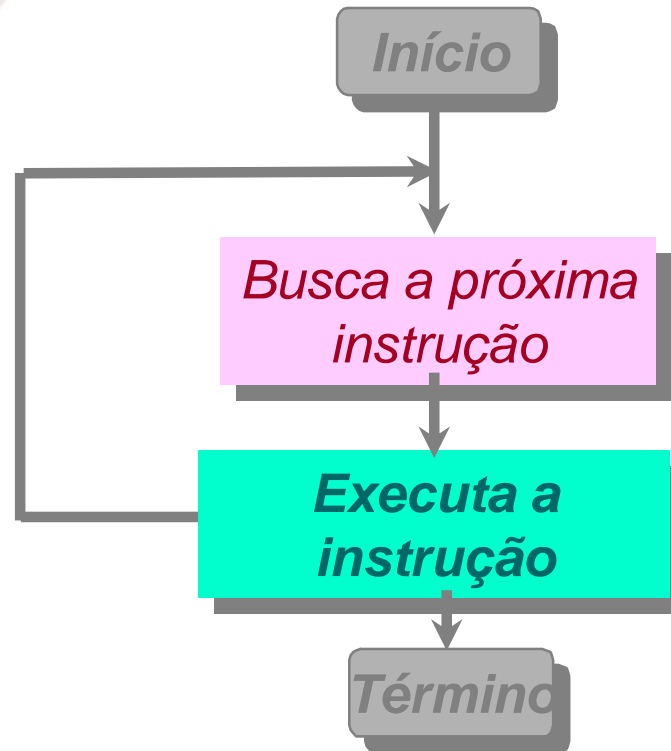 Início
Busca a próxima
instrução
Executa a
instrução
Término